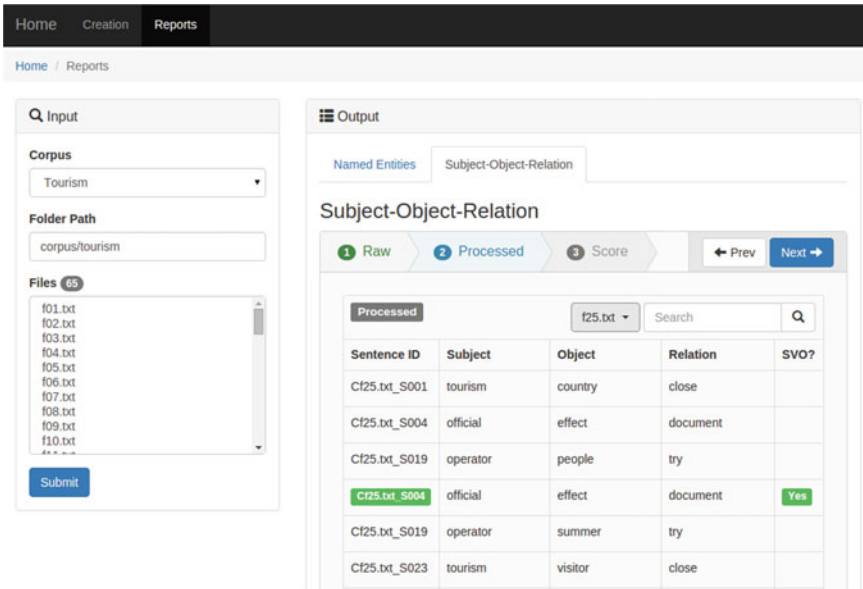 Home Creation Reports
Home / Reports
Input
Corpus
Tourism
Folder Path
corpus/tourism
Files 65
f01.txt
f02.txt
f03.txt
f04.txt
f05.txt
f06.txt
f07.txt
f08.txt
f09.txt
f10.txt
Submit
Output
Named Entities Subject-Object-Relation
Subject-Object-Relation
1 Raw 2 Processed 3 Score Prev Next
Processed f25.txt Search
Sentence ID Subject Object Relation SVO?
Cf25.txt_S001 tourism country close
Cf25.txt_S004 official effect document
Cf25.txt_S019 operator people try
Cf25.txt_S004 official effect document Yes
Cf25.txt_S019 operator summer try
Cf25.txt_S023 tourism visitor close